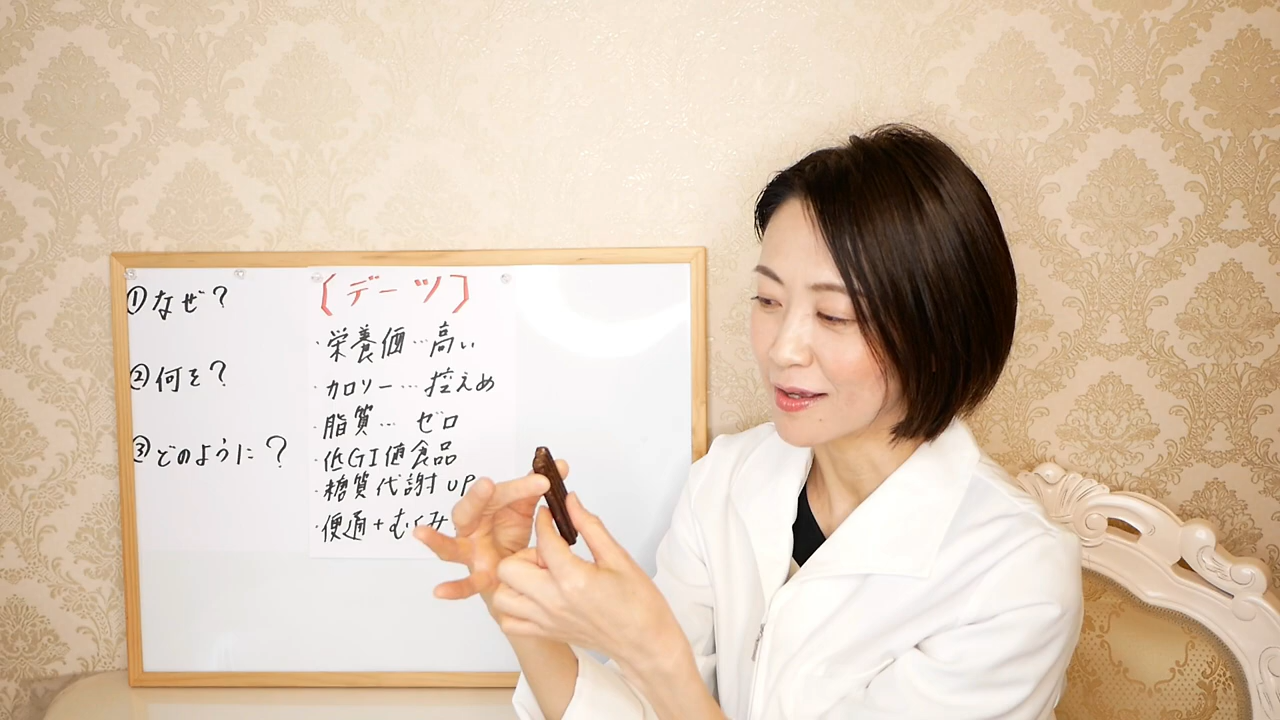 ①なぜ?
②何を?
③どのように?
〔デーツ〕
・栄養価…高い
・カロリー…控えめ
・脂質…ゼロ
・低GI値食品
・糖質代謝UP
・便通+むくみ